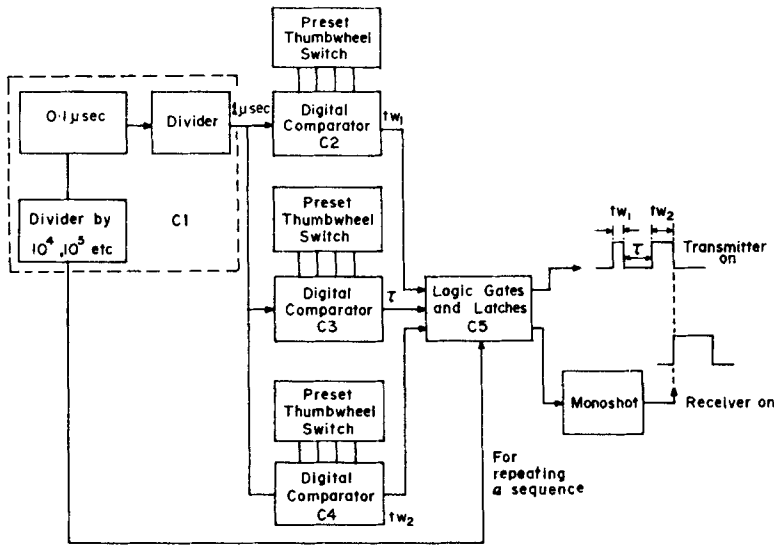 Preset
Thumbwheel
Switch
0·1μsec
Divider
1μsec
Digital
Comparator
C2
tw₁
Divider by
10⁴,10⁵ etc
C1
Preset
Thumbwheel
Switch
Digital
Comparator
C3
τ
Logic Gates
and Latches
C5
tw₁
tw₂
τ
Transmitter
on
Monoshot
Receiver on
Preset
Thumbwheel
Switch
Digital
Comparator
C4
tw₂
For
repeating
a sequence